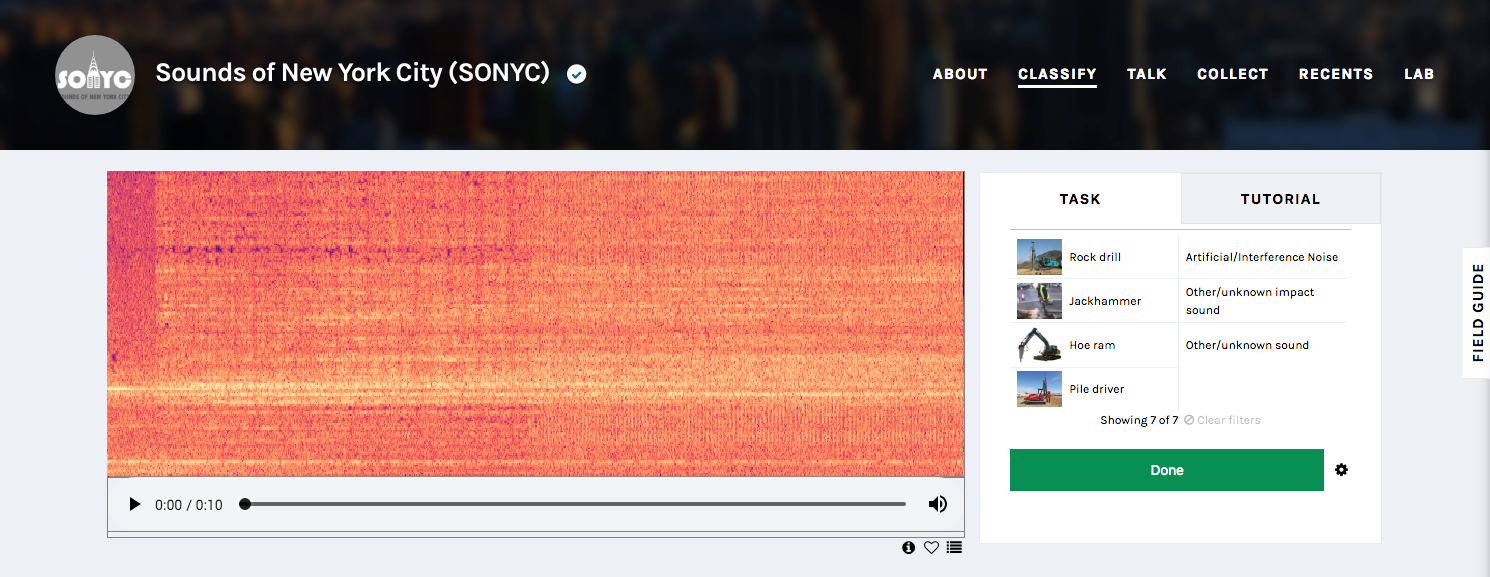 SONYC
SOUNDS OF NEW YORK CITY
Sounds of New York City (SONYC)
ABOUT
CLASSIFY
TALK
COLLECT
RECENTS
LAB
TASK
TUTORIAL
Rock drill
Artificial/Interference Noise
Jackhammer
Other/unknown impact
sound
Hoe ram
Other/unknown sound
Pile driver
Showing 7 of 7 Clear filters
Done
0:00 / 0:10
FIELD GUIDE